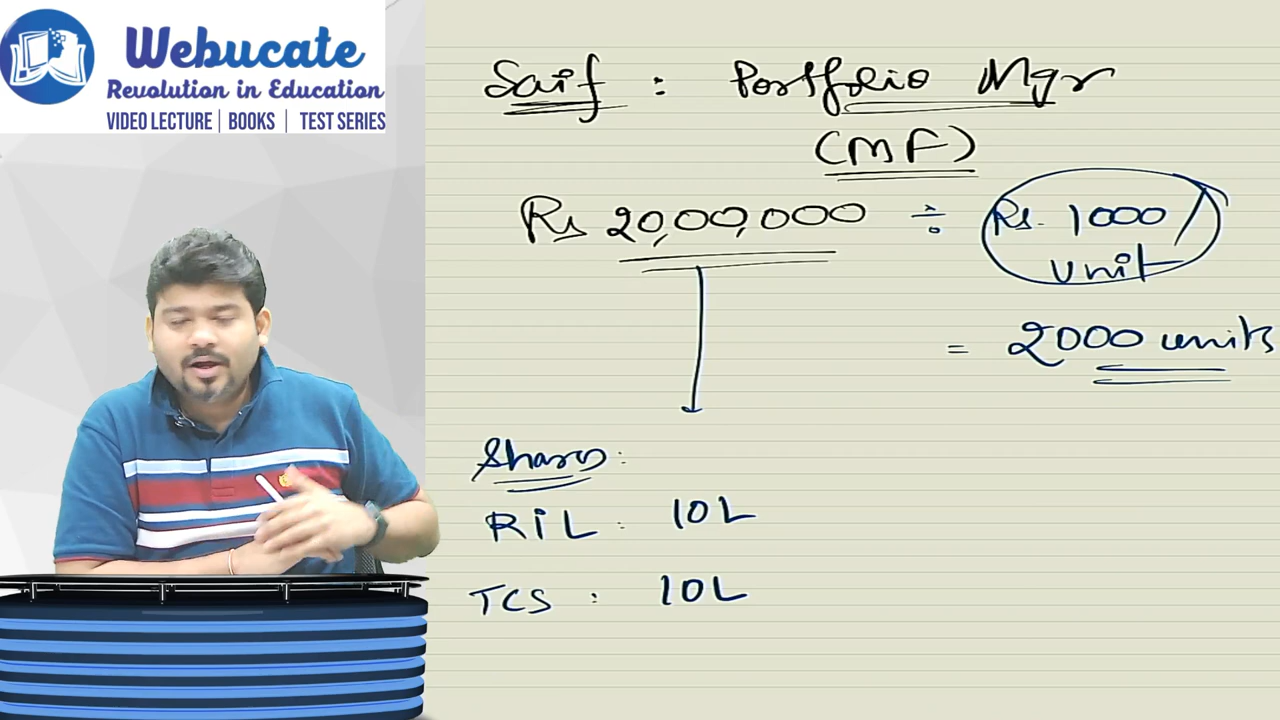 Webucate
Revolution in Education
VIDEO LECTURE | BOOKS | TEST SERIES
Saif : Portfolio Mgr
(MF)
Rs 20,00,000 ÷ Rs. 1000/
unit
= 2000 units
Shares:
RIL : 10L
TCS : 10L